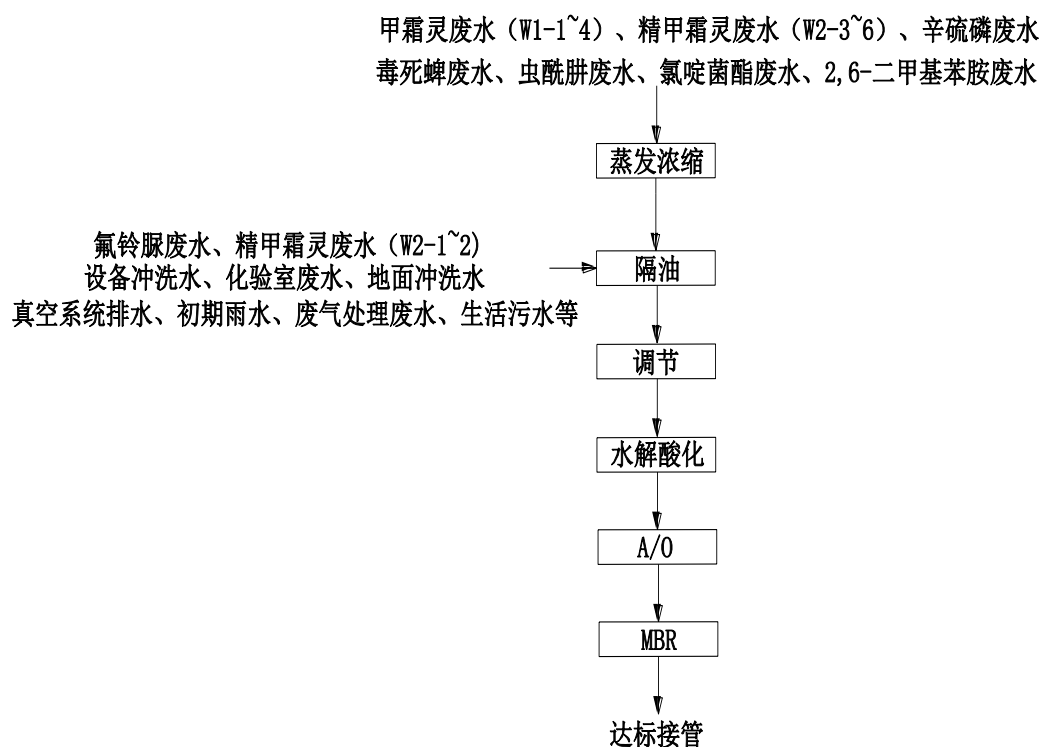 甲霜灵废水（W1-1~4）、精甲霜灵废水（W2-3~6）、辛硫磷废水
毒死蜱废水、虫酰肼废水、氯啶菌酯废水、2,6-二甲基苯胺废水
蒸发浓缩
氟铃脲废水、精甲霜灵废水（W2-1~2)
设备冲洗水、化验室废水、地面冲洗水
真空系统排水、初期雨水、废气处理废水、生活污水等
隔油
调节
水解酸化
A/O
MBR
达标接管